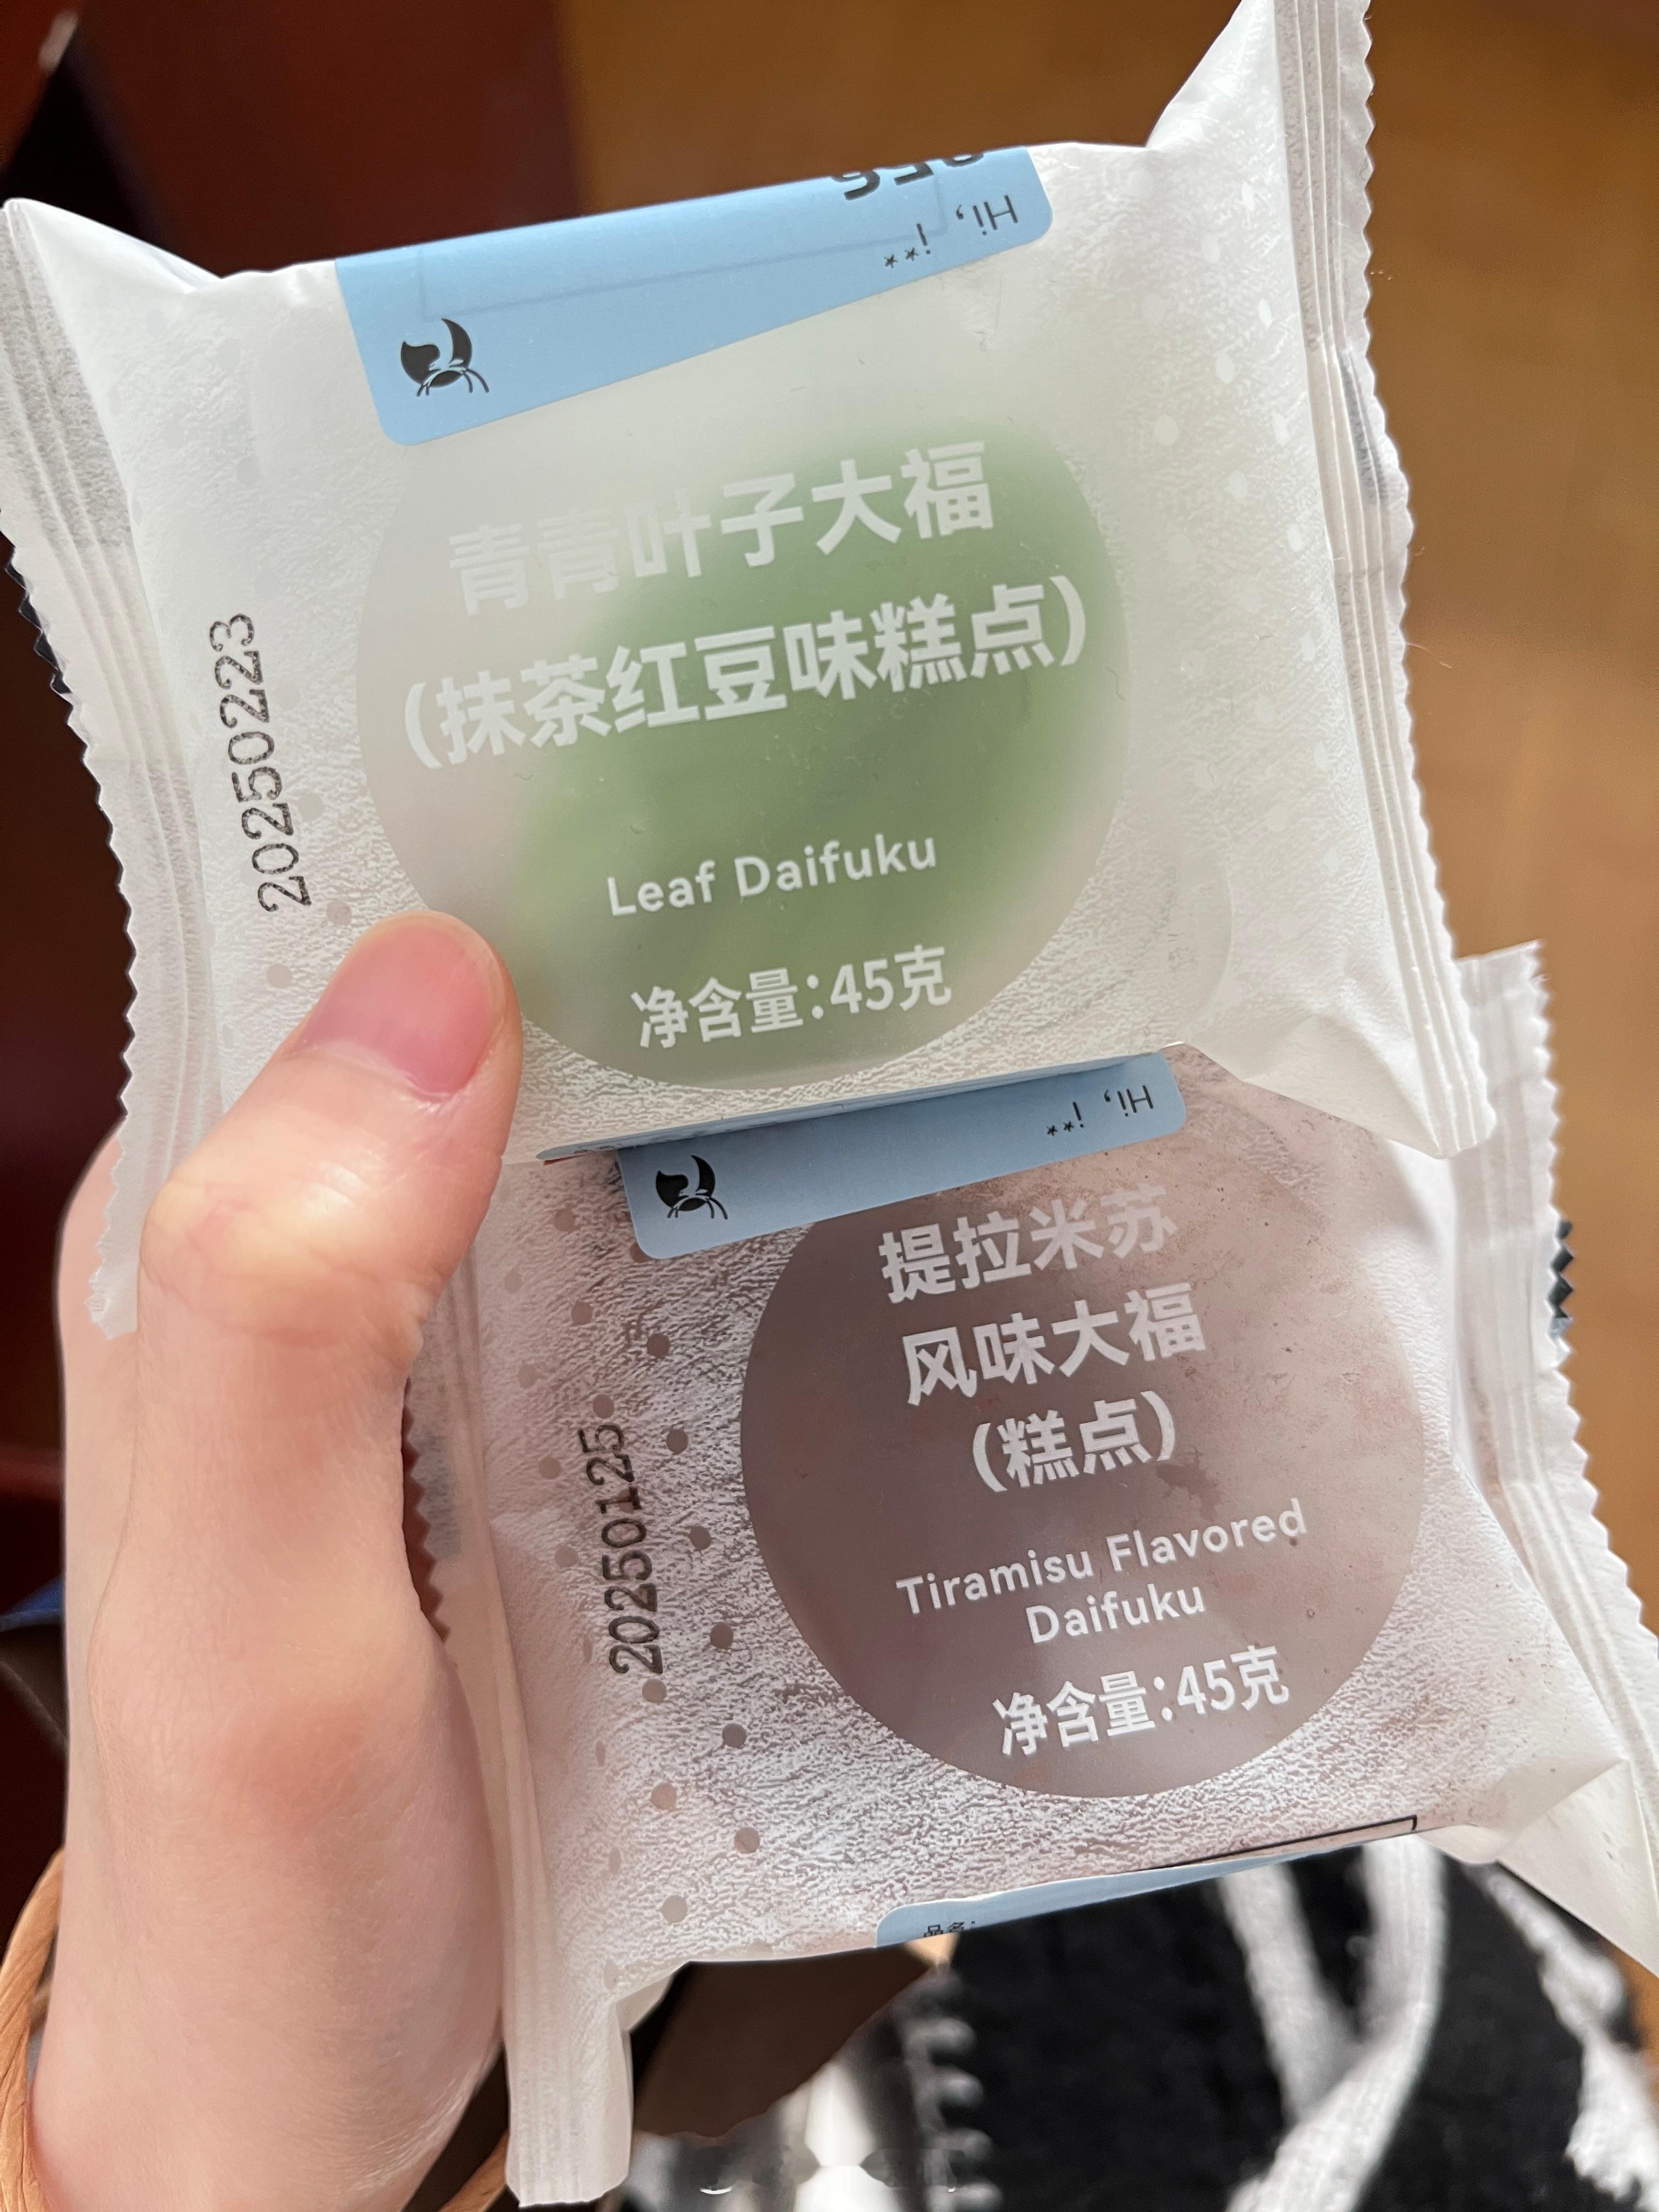 Hi, i**
青青叶子大福
(抹茶红豆味糕点)
Leaf Daifuku
净含量:45克
20250223
Hi, i**
提拉米苏
风味大福
(糕点)
Tiramisu Flavored
Daifuku
净含量:45克
20250125
品名: